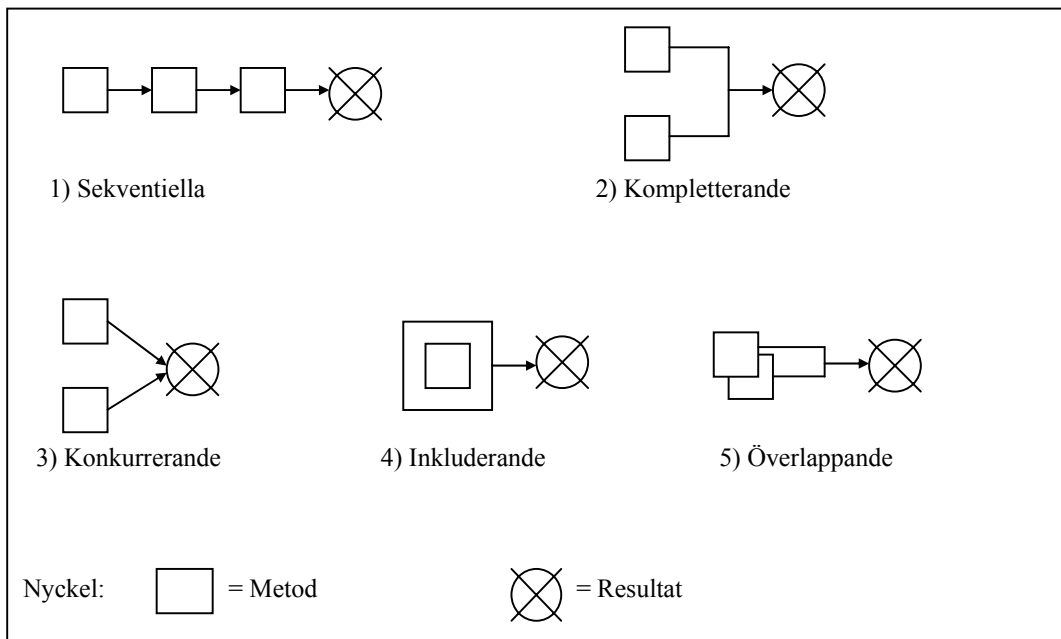 1) Sekventiella
2) Kompletterande
3) Konkurrerande
4) Inkluderande
5) Överlappande
Nyckel:
= Metod
= Resultat